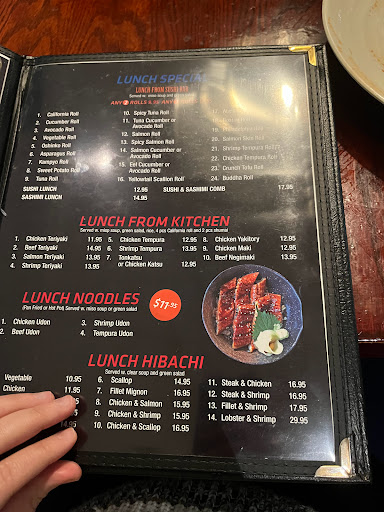 LUNCH SPECIAL
LUNCH FROM SUSHI BAR
Served w. miso soup and green salad
ANY 2 ROLLS
1. California Roll
2. Cucumber Roll
3. Avocado Roll
4. Vegetable Roll
5. Oshinko Roll
6. Asparagus Roll
7. Kampyo Roll
8. Sweet Potato Roll
9. Tuna Roll
10. Spicy Tuna Roll
11. Tuna Cucumber or
Avocado Roll
12. Salmon Roll
13. Spicy Salmon Roll
14. Salmon Cucumber or
Avocado Roll
15. Eel Cucumber or
Avocado Roll
16. Yellowtail Scallion Roll
20. Salmon Skin Roll
21. Shrimp Tempura Roll
22. Chicken Tempura Roll
23. Crunch Tofu Roll
24. Buddha Roll
SUSHI LUNCH 12.95
SASHIMI LUNCH 14.95
SUSHI & SASHIMI COMB 17.95
LUNCH FROM KITCHEN
Served w. miso soup, green salad, rice, 4 pcs California roll and 2 pcs shumai
1. Chicken Teriyaki 11.95
2. Beef Teriyaki 14.95
3. Salmon Teriyaki 13.95
4. Shrimp Teriyaki 13.95
5. Chicken Tempura 12.95
6. Shrimp Tempura 13.95
7. Tonkatsu
or Chicken Katsu 12.95
8. Chicken Yakitory 12.95
9. Chicken Maki 12.95
10. Beef Negimaki 13.95
LUNCH NOODLES
(Pan Fried or Hot Pot) Served w. miso soup or green salad
$11.95
1. Chicken Udon
2. Beef Udon
3. Shrimp Udon
4. Tempura Udon
LUNCH HIBACHI
Served w. clear soup and green salad
Vegetable 10.95
Chicken 11.95
14.95
6. Scallop 14.95
7. Fillet Mignon 16.95
8. Chicken & Salmon 15.95
9. Chicken & Shrimp 15.95
10. Chicken & Scallop 16.95
11. Steak & Chicken 16.95
12. Steak & Shrimp 16.95
13. Fillet & Shrimp 17.95
14. Lobster & Shrimp 29.95